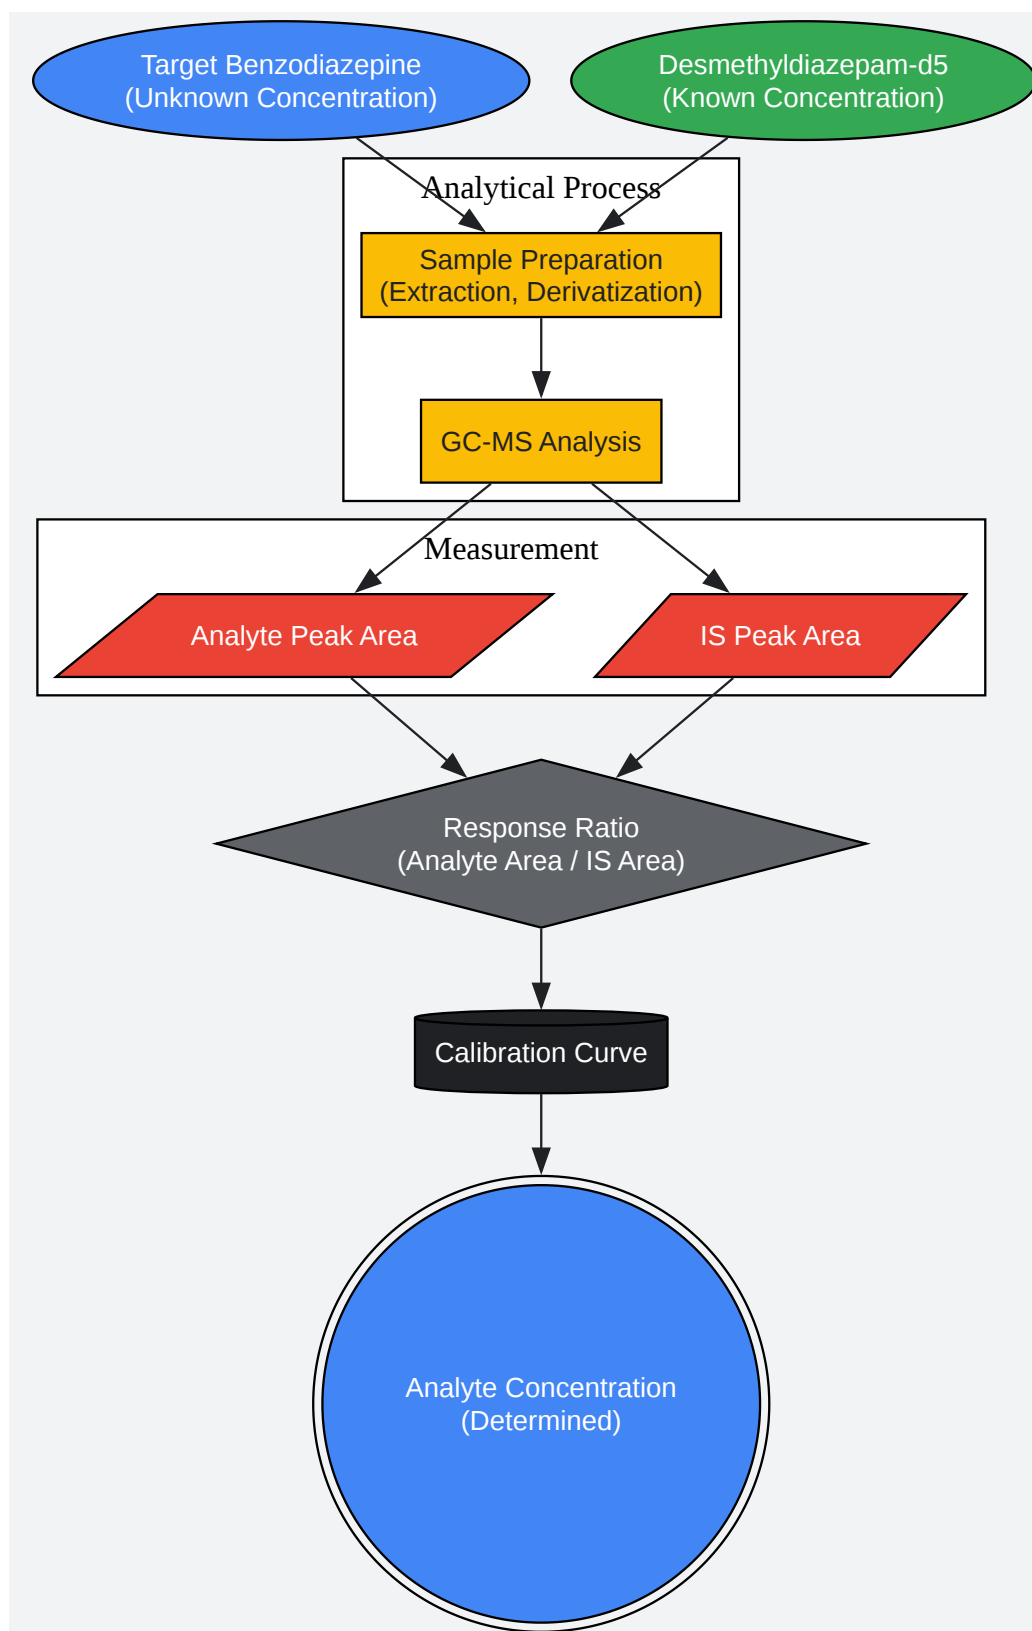 Target Benzodiazepine
(Unknown Concentration)
Desmethyldiazepam-d5
(Known Concentration)
Analytical Process
Sample Preparation
(Extraction, Derivatization)
GC-MS Analysis
Measurement
Analyte Peak Area
IS Peak Area
Response Ratio
(Analyte Area / IS Area)
Calibration Curve
Analyte Concentration
(Determined)